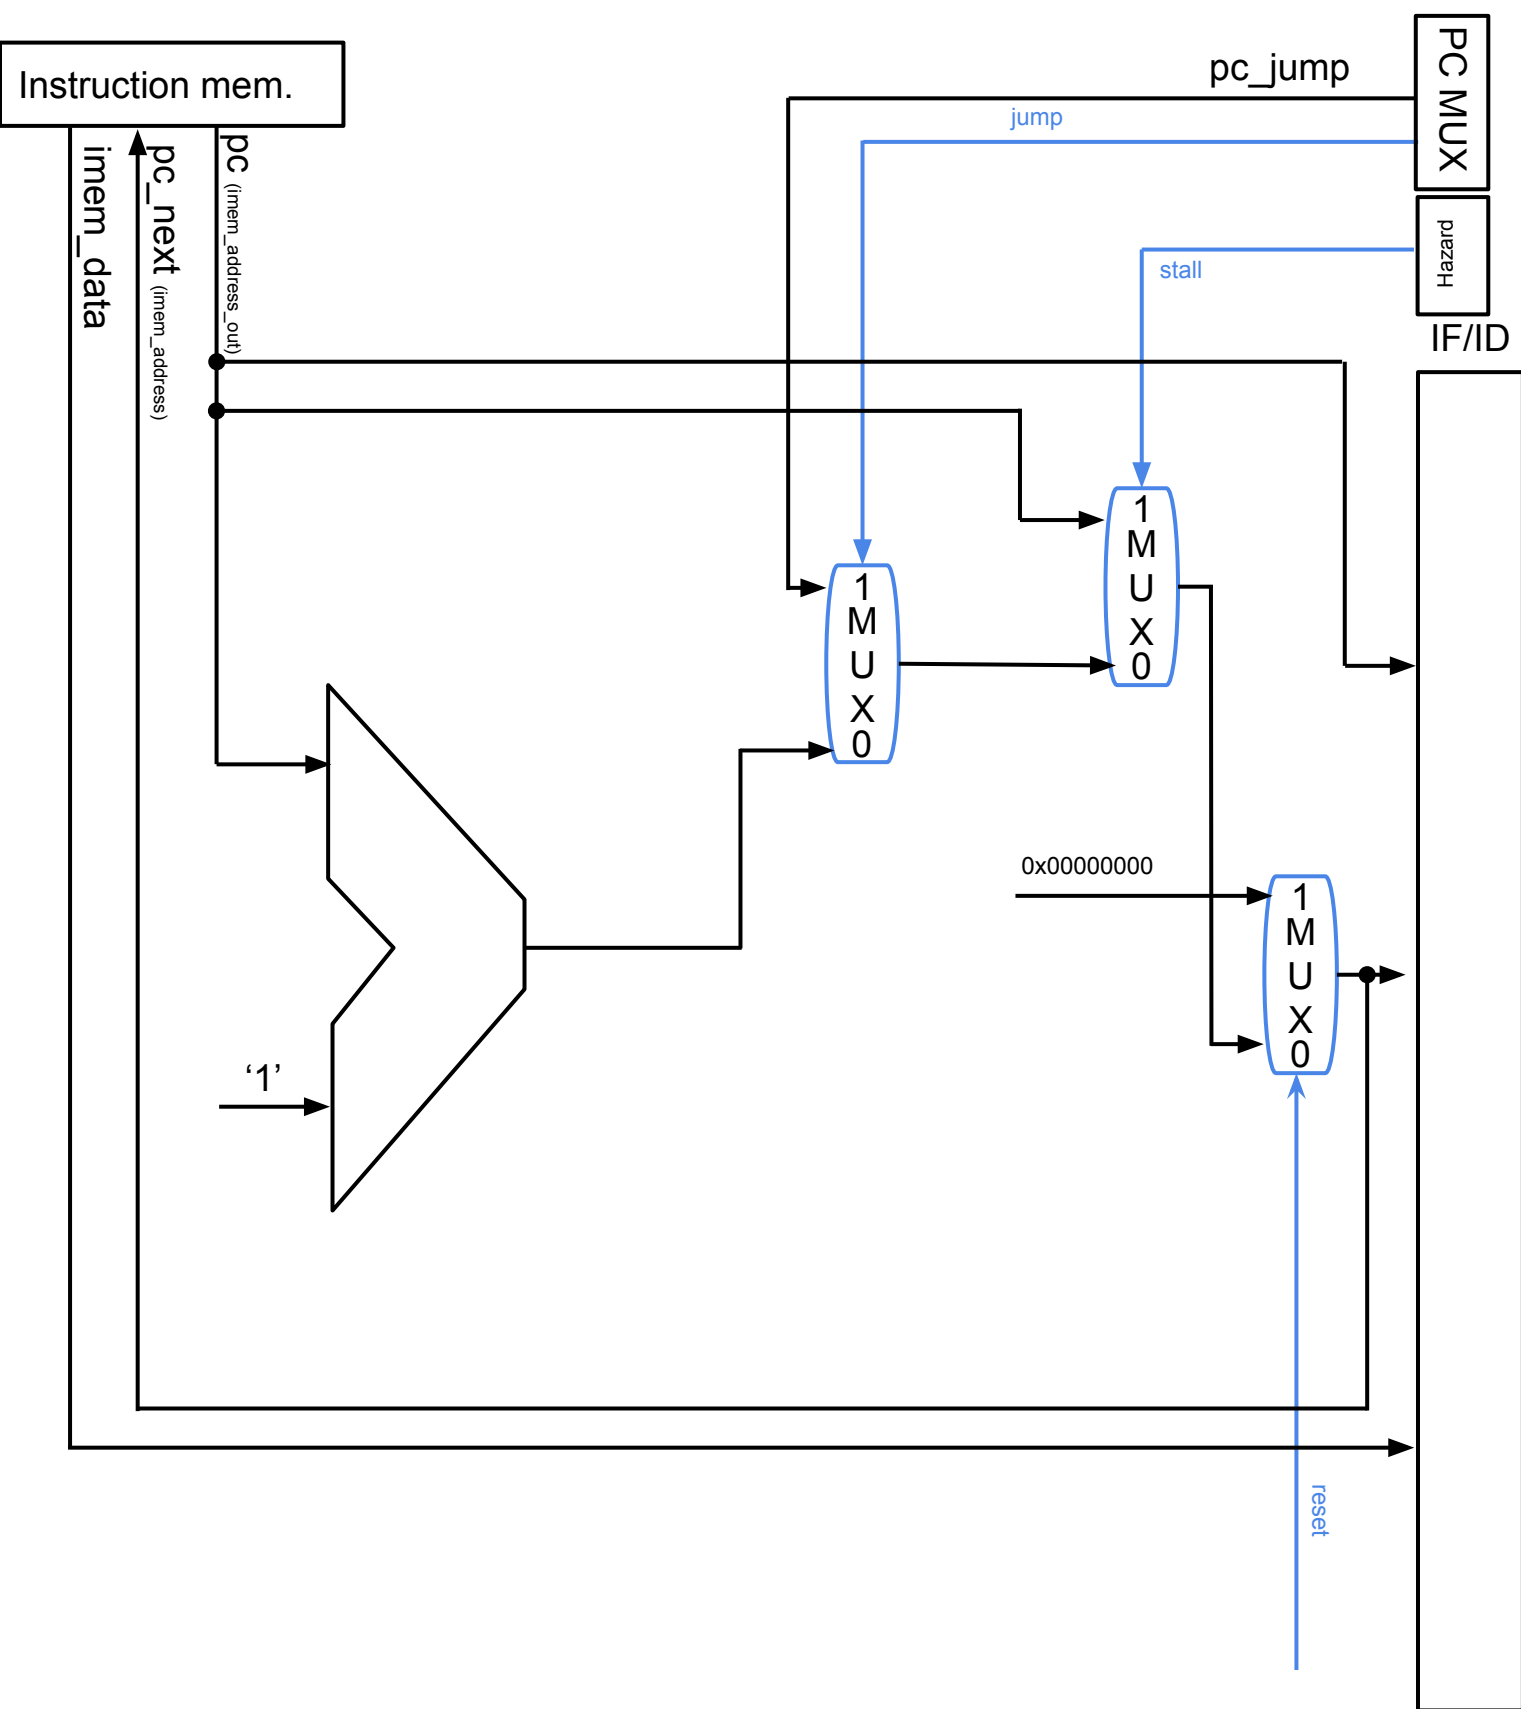 Instruction mem.
pc_jump
PC MUX
jump
Hazard
stall
IF/ID
pc (imem_address_out)
pc_next (imem_address)
imem_data
1
M
U
X
0
1
M
U
X
0
0x00000000
1
M
U
X
0
‘1’
reset